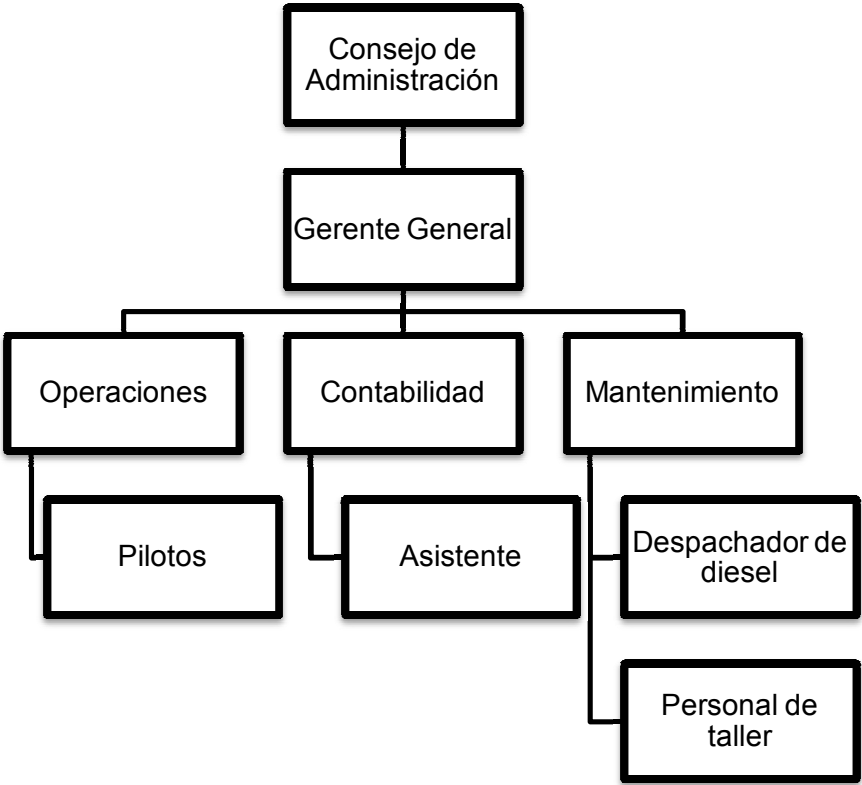 Consejo de
Administración
Gerente General
Operaciones
Contabilidad
Mantenimiento
Pilotos
Asistente
Despachador de
diesel
Personal de
taller